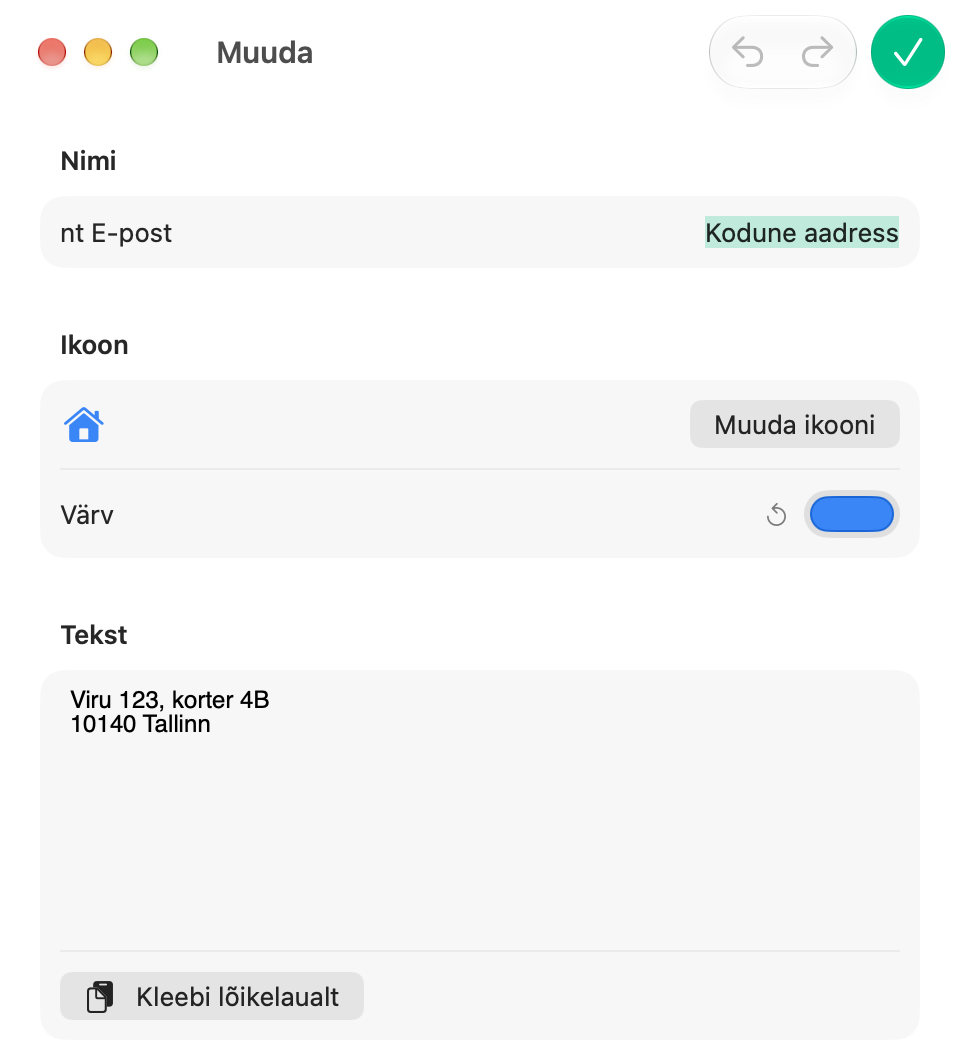 Muuda
Nimi
nt E-post Kodune aadress
Ikoon
Muuda ikooni
Värv
Tekst
Viru 123, korter 4B
10140 Tallinn
Kleebi lõikelaualt